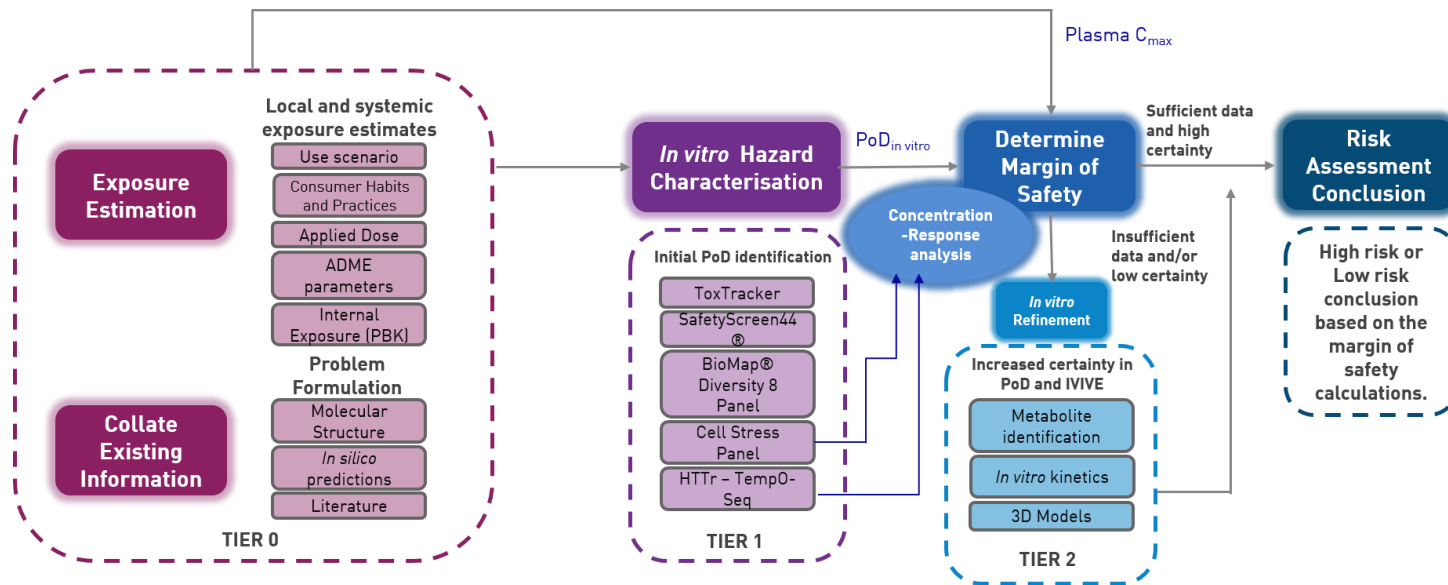 Plasma Cmax
Local and systemic
exposure estimates
Exposure
Estimation
Use scenario
Consumer Habits
and Practices
Applied Dose
ADME
parameters
Internal
Exposure (PBK)
Problem
Formulation
Collate
Existing
Information
Molecular
Structure
In silico
predictions
Literature
TIER 0
In vitro Hazard
Characterisation
PoDin vitro
Initial PoD identification
ToxTracker
SafetyScreen44
®
BioMap®
Diversity 8
Panel
Cell Stress
Panel
HTTr – TempO-
Seq
TIER 1
Determine
Margin of
Safety
Concentration
-Response
analysis
Sufficient data
and high
certainty
Insufficient
data and/or
low certainty
In vitro
Refinement
Increased certainty in
PoD and IVIVE
Metabolite
identification
In vitro kinetics
3D Models
TIER 2
Risk
Assessment
Conclusion
High risk or
Low risk
conclusion
based on the
margin of
safety
calculations.